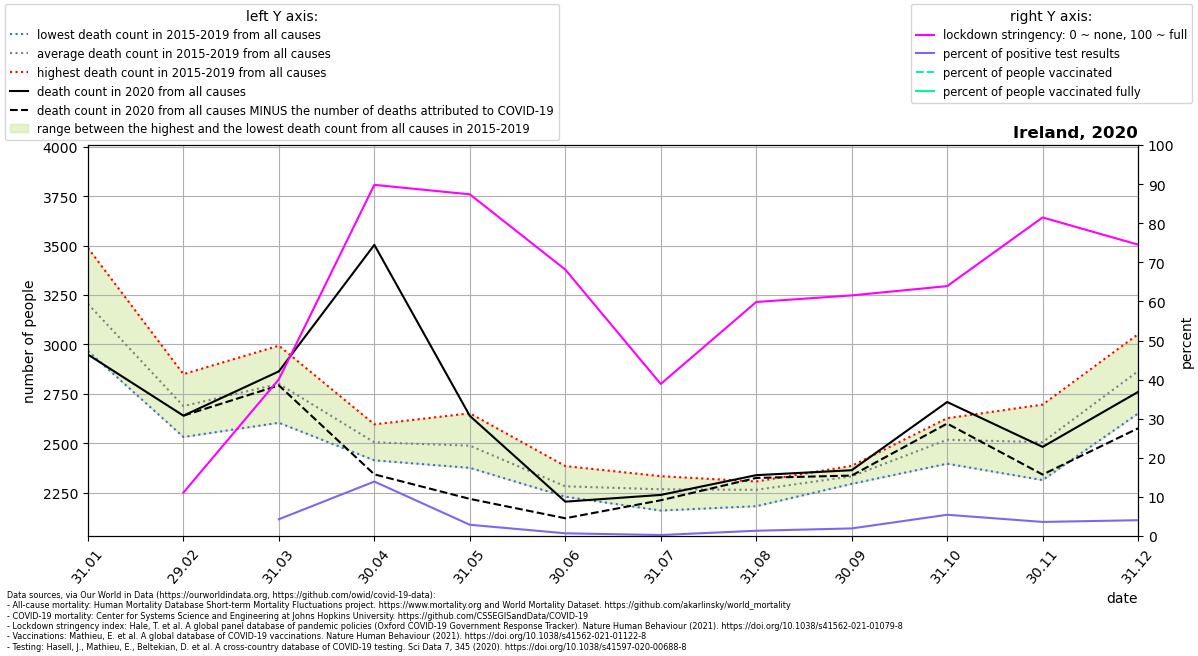 left Y axis:
lowest death count in 2015-2019 from all causes
average death count in 2015-2019 from all causes
highest death count in 2015-2019 from all causes
death count in 2020 from all causes
death count in 2020 from all causes MINUS the number of deaths attributed to COVID-19
range between the highest and the lowest death count from all causes in 2015-2019
right Y axis:
lockdown stringency: 0 ~ none, 100 ~ full
percent of positive test results
percent of people vaccinated
percent of people vaccinated fully
Ireland, 2020
4000
3750
3500
3250
3000
2750
2500
2250
number of people
100
90
80
70
60
50
40
30
20
10
0
percent
31.01
29.02
31.03
30.04
31.05
30.06
31.07
31.08
30.09
31.10
30.11
31.12
date
Data sources, via Our World in Data (https://ourworldindata.org, https://github.com/owid/covid-19-data):
- All-cause mortality: Human Mortality Database Short-term Mortality Fluctuations project. https://www.mortality.org and World Mortality Dataset. https://github.com/akarlinsky/world_mortality
- COVID-19 mortality: Center for Systems Science and Engineering at Johns Hopkins University. https://github.com/CSSEGISandData/COVID-19
- Lockdown stringency index: Hale, T. et al. A global panel database of pandemic policies (Oxford COVID-19 Government Response Tracker). Nature Human Behaviour (2021). https://doi.org/10.1038/s41562-021-01079-8
- Vaccinations: Mathieu, E. et al. A global database of COVID-19 vaccinations. Nature Human Behaviour (2021). https://doi.org/10.1038/s41562-021-01122-8
- Testing: Hasell, J., Mathieu, E., Beltekian, D. et al. A cross-country database of COVID-19 testing. Sci Data 7, 345 (2020). https://doi.org/10.1038/s41597-020-00688-8